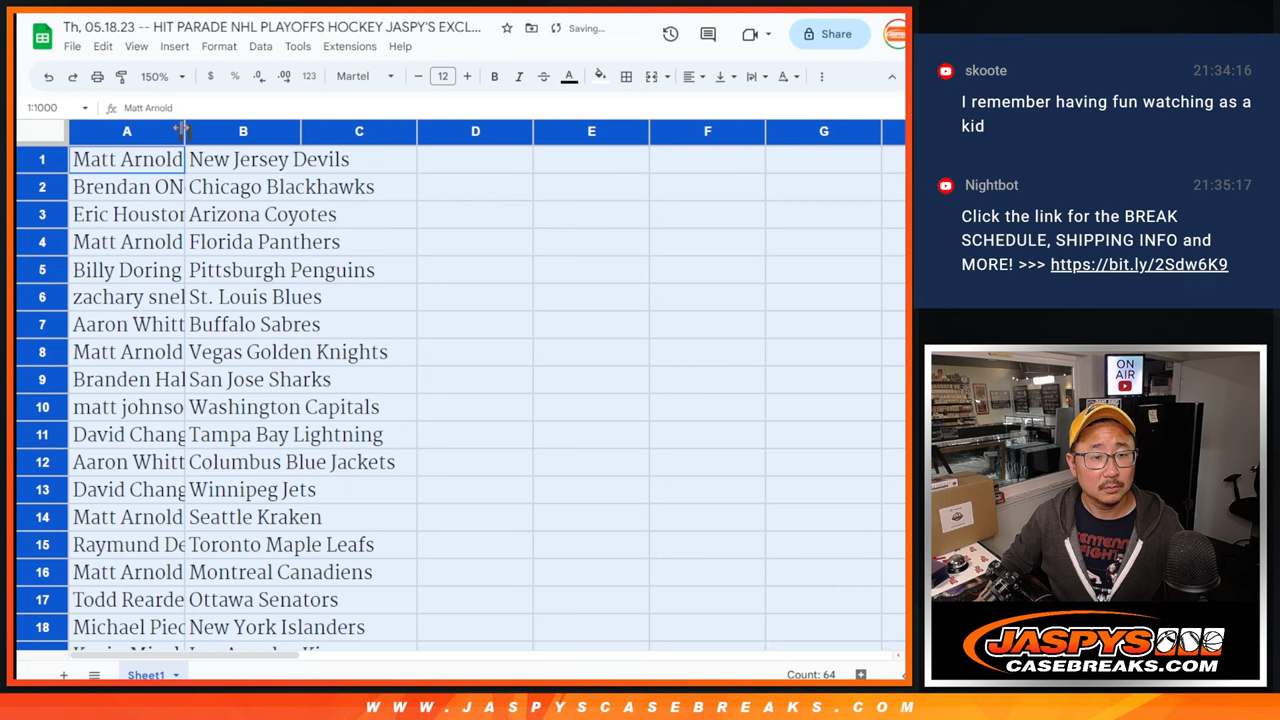 Th, 05.18.23 -- HIT PARADE NHL PLAYOFFS HOCKEY JASPY'S EXCL...
Saving...
File Edit View Insert Format Data Tools Extensions Help
Share
150% $ % .0 .00 123 Martel 12 B I A
1:1000 fx Matt Arnold
A B C D E F G
1 Matt Arnold New Jersey Devils
2 Brendan ON Chicago Blackhawks
3 Eric Houston Arizona Coyotes
4 Matt Arnold Florida Panthers
5 Billy Doring Pittsburgh Penguins
6 zachary snel St. Louis Blues
7 Aaron Whitt Buffalo Sabres
8 Matt Arnold Vegas Golden Knights
9 Branden Hal San Jose Sharks
10 matt johnso Washington Capitals
11 David Chang Tampa Bay Lightning
12 Aaron Whitt Columbus Blue Jackets
13 David Chang Winnipeg Jets
14 Matt Arnold Seattle Kraken
15 Raymund De Toronto Maple Leafs
16 Matt Arnold Montreal Canadiens
17 Todd Rearde Ottawa Senators
18 Michael Piec New York Islanders
Sheet1
Count: 64
skoote 21:34:16
I remember having fun watching as a
kid
Nightbot 21:35:17
Click the link for the BREAK
SCHEDULE, SHIPPING INFO and
MORE! >>> https://bit.ly/2Sdw6K9
ON
AIR
JASPYS
CASEBREAKS.COM
WWW.JASPYSCASEBREAKS.COM